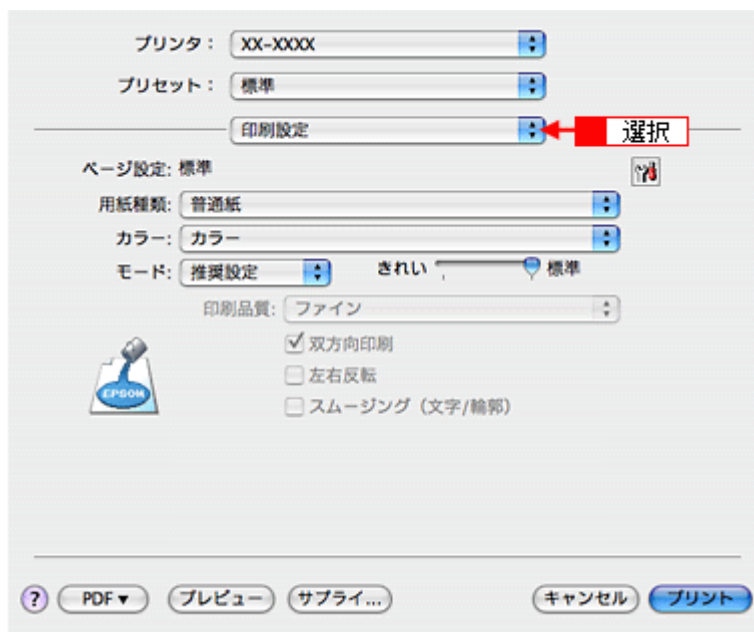 プリンタ： XX-XXXX
プリセット： 標準
印刷設定 選択
ページ設定: 標準
用紙種類: 普通紙
カラー: カラー
モード: 推奨設定 きれい 標準
印刷品質: ファイン
双方向印刷
左右反転
EPSON
スムージング（文字/輪郭）
? PDF▼ プレビュー サプライ... キャンセル プリント